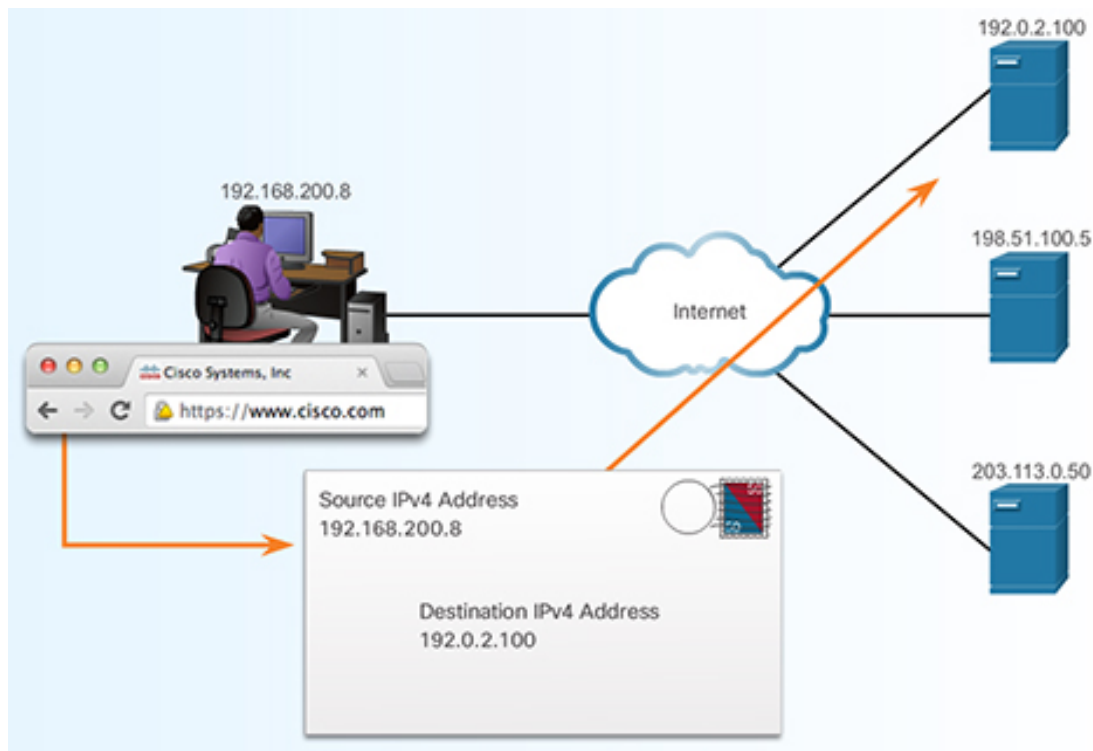 192.0.2.100
192.168.200.8
198.51.100.5
Internet
Cisco Systems, Inc
https://www.cisco.com
203.113.0.50
Source IPv4 Address
192.168.200.8
50
50
Destination IPv4 Address
192.0.2.100